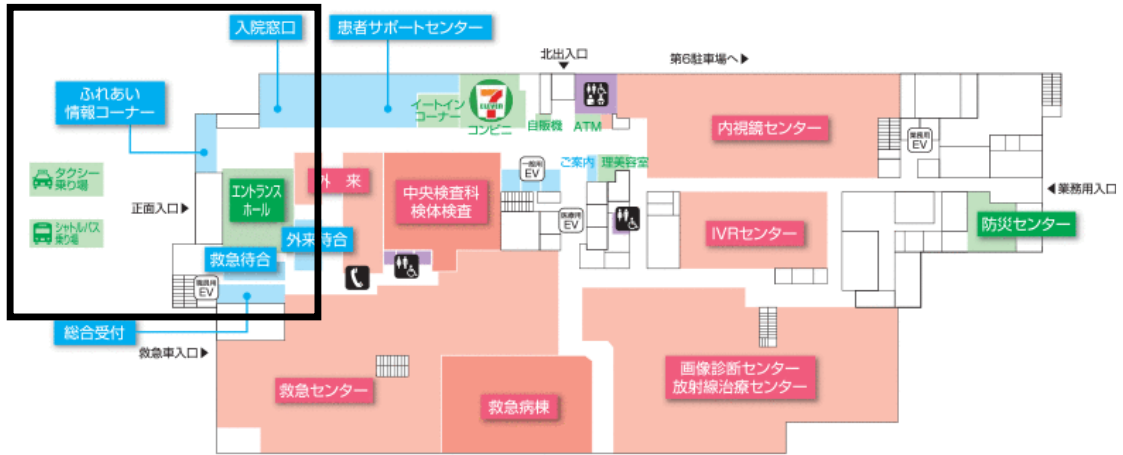 入院窓口
患者サポートセンター
北出入口
第6駐車場へ▶
ふれあい
情報コーナー
イートイン
コーナー
ELEVEN
コンビニ
自販機
ATM
内視鏡センター
業務用
EV
タクシー
乗り場
エントランス
ホール
外 来
中央検査科
検体検査
一般用
EV
ご案内
理美容室
業務用入口
正面入口
シャトルバス
乗り場
外来待合
医療用
EV
IVRセンター
防災センター
救急待合
職員用
EV
総合受付
救急車入口
救急センター
救急病棟
画像診断センター
放射線治療センター